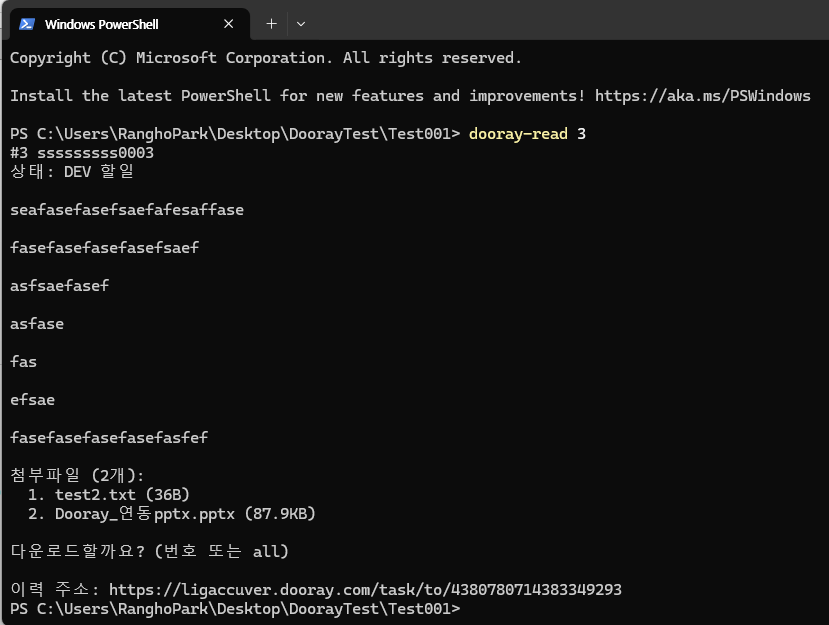 Windows PowerShell
Copyright (C) Microsoft Corporation. All rights reserved.
Install the latest PowerShell for new features and improvements! https://aka.ms/PSWindows
PS C:\Users\RanghoPark\Desktop\DoorayTest\Test001> dooray-read 3
#3 sssssssss0003
상태: DEV 할일
seafasefasefsaefafesaffase
fasefasefasefasefsaef
asfsaefasef
asfase
fas
efsae
fasefasefasefasefasfef
첨부파일 (2개):
1. test2.txt (36B)
2. Dooray_연동pptx.pptx (87.9KB)
다운로드할까요? (번호 또는 all)
이력 주소: https://ligaccuver.dooray.com/task/to/4380780714383349293
PS C:\Users\RanghoPark\Desktop\DoorayTest\Test001>